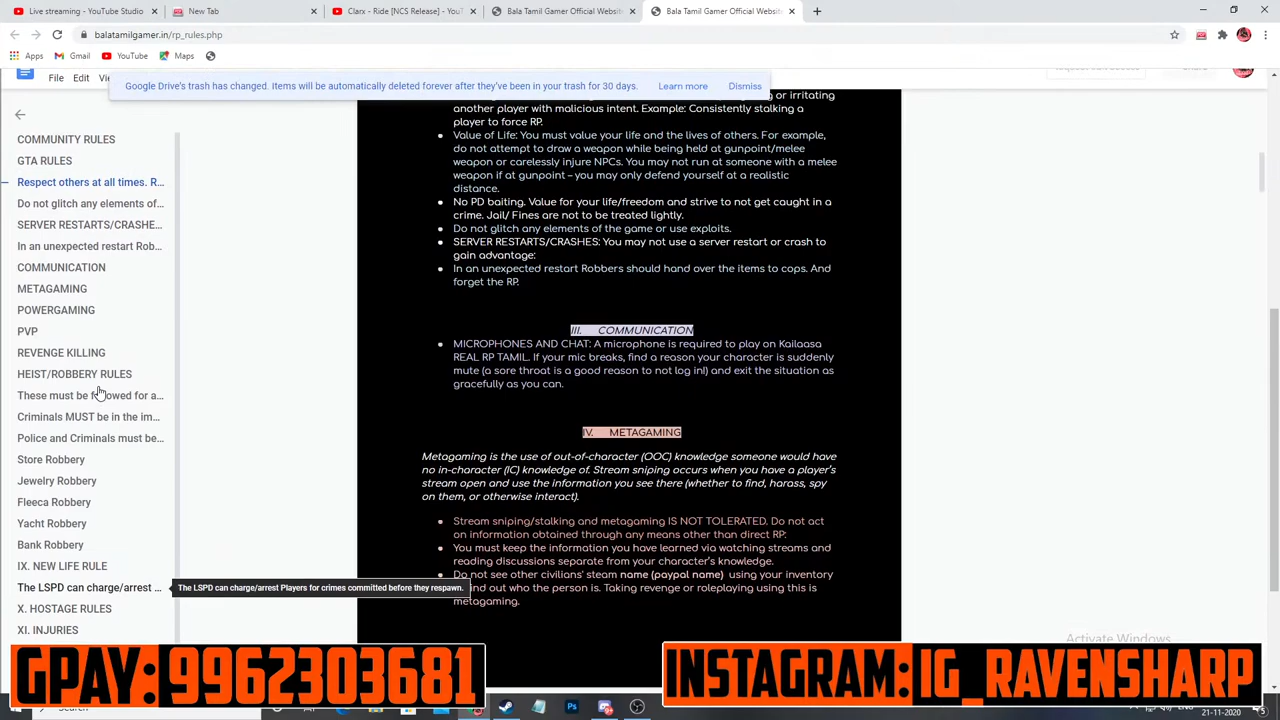 Live streaming - YouTube Studio
New Tab
Clarx - Ride [NCS Release] - YouT
Bala Tamil Gamer Official Website
Bala Tamil Gamer Official Website
balatamilgamer.in/rp_rules.php
Apps
Gmail
YouTube
Maps
File
Edit
Google Drive's trash has changed. Items will be automatically deleted forever after they've been in your trash for 30 days.
Learn more
Dismiss
COMMUNITY RULES
GTA RULES
Respect others at all times. R...
Do not glitch any elements of...
SERVER RESTARTS/CRASHE...
In an unexpected restart Rob...
COMMUNICATION
METAGAMING
POWERGAMING
PVP
REVENGE KILLING
HEIST/ROBBERY RULES
These must be followed for a...
Criminals MUST be in the im...
Police and Criminals must be...
Store Robbery
Jewelry Robbery
Fleeca Robbery
Yacht Robbery
Bank Robbery
IX. NEW LIFE RULE
The LSPD can charge/arrest ...
X. HOSTAGE RULES
XI. INJURIES
The LSPD can charge/arrest Players for crimes committed before they respawn.
or irritating
another player with malicious intent. Example: Consistently stalking a
player to force RP.
Value of Life: You must value your life and the lives of others. For example,
do not attempt to draw a weapon while being held at gunpoint/melee
weapon or carelessly injure NPCs. You may not run at someone with a melee
weapon if at gunpoint – you may only defend yourself at a realistic
distance.
No PD baiting. Value for your life/freedom and strive to not get caught in a
crime. Jail/ Fines are not to be treated lightly.
Do not glitch any elements of the game or use exploits.
SERVER RESTARTS/CRASHES: You may not use a server restart or crash to
gain advantage:
In an unexpected restart Robbers should hand over the items to cops. And
forget the RP.
III. COMMUNICATION
MICROPHONES AND CHAT: A microphone is required to play on Kailaasa
REAL RP TAMIL. If your mic breaks, find a reason your character is suddenly
mute (a sore throat is a good reason to not log in!) and exit the situation as
gracefully as you can.
IV. METAGAMING
Metagaming is the use of out-of-character (OOC) knowledge someone would have
no in-character (IC) knowledge of. Stream sniping occurs when you have a player's
stream open and use the information you see there (whether to find, harass, spy
on them, or otherwise interact).
Stream sniping/stalking and metagaming IS NOT TOLERATED. Do not act
on information obtained through any means other than direct RP.
You must keep the information you have learned via watching streams and
reading discussions separate from your character's knowledge.
Do not see other civilians' steam name (paypal name) using your inventory
find out who the person is. Taking revenge or roleplaying using this is
metagaming.
Activate Windows
GPAY:9962303681
INSTAGRAM:IG_RAVENSHARP
21-11-2020
5